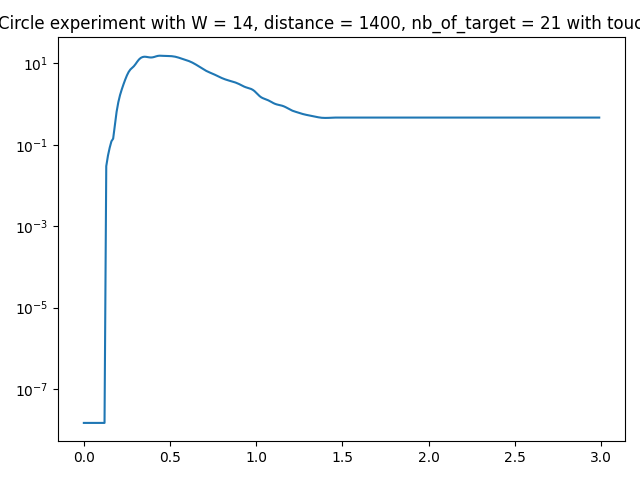 Circle experiment with W = 14, distance = 1400, nb_of_target = 21 with touc
10¹
10⁻¹
10⁻³
10⁻⁵
10⁻⁷
0.0 0.5 1.0 1.5 2.0 2.5 3.0